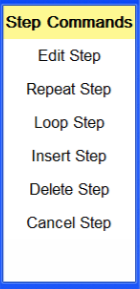 Step Commands
Edit Step
Repeat Step
Loop Step
Insert Step
Delete Step
Cancel Step